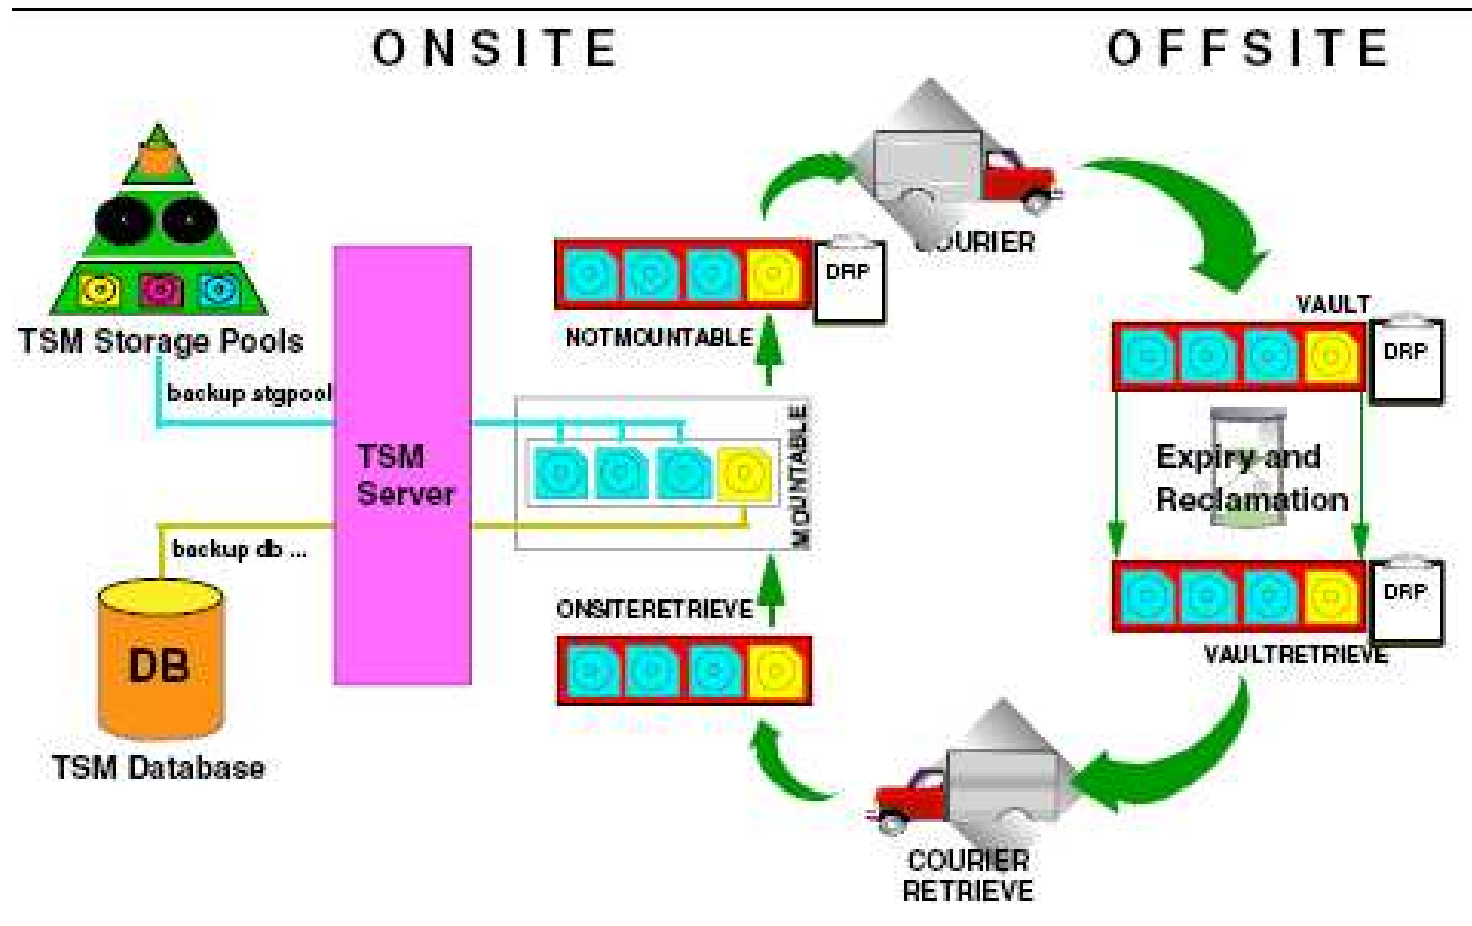 ONSITE
OFFSITE
COURIER
DRP
NOTMOUNTABLE
VAULT
DRP
TSM Storage Pools
backup stgpool
MOUNTABLE
TSM
Server
Expiry and
Reclamation
backup db ...
ONSITERETRIEVE
DRP
VAULTRETRIEVE
DB
TSM Database
COURIER
RETRIEVE